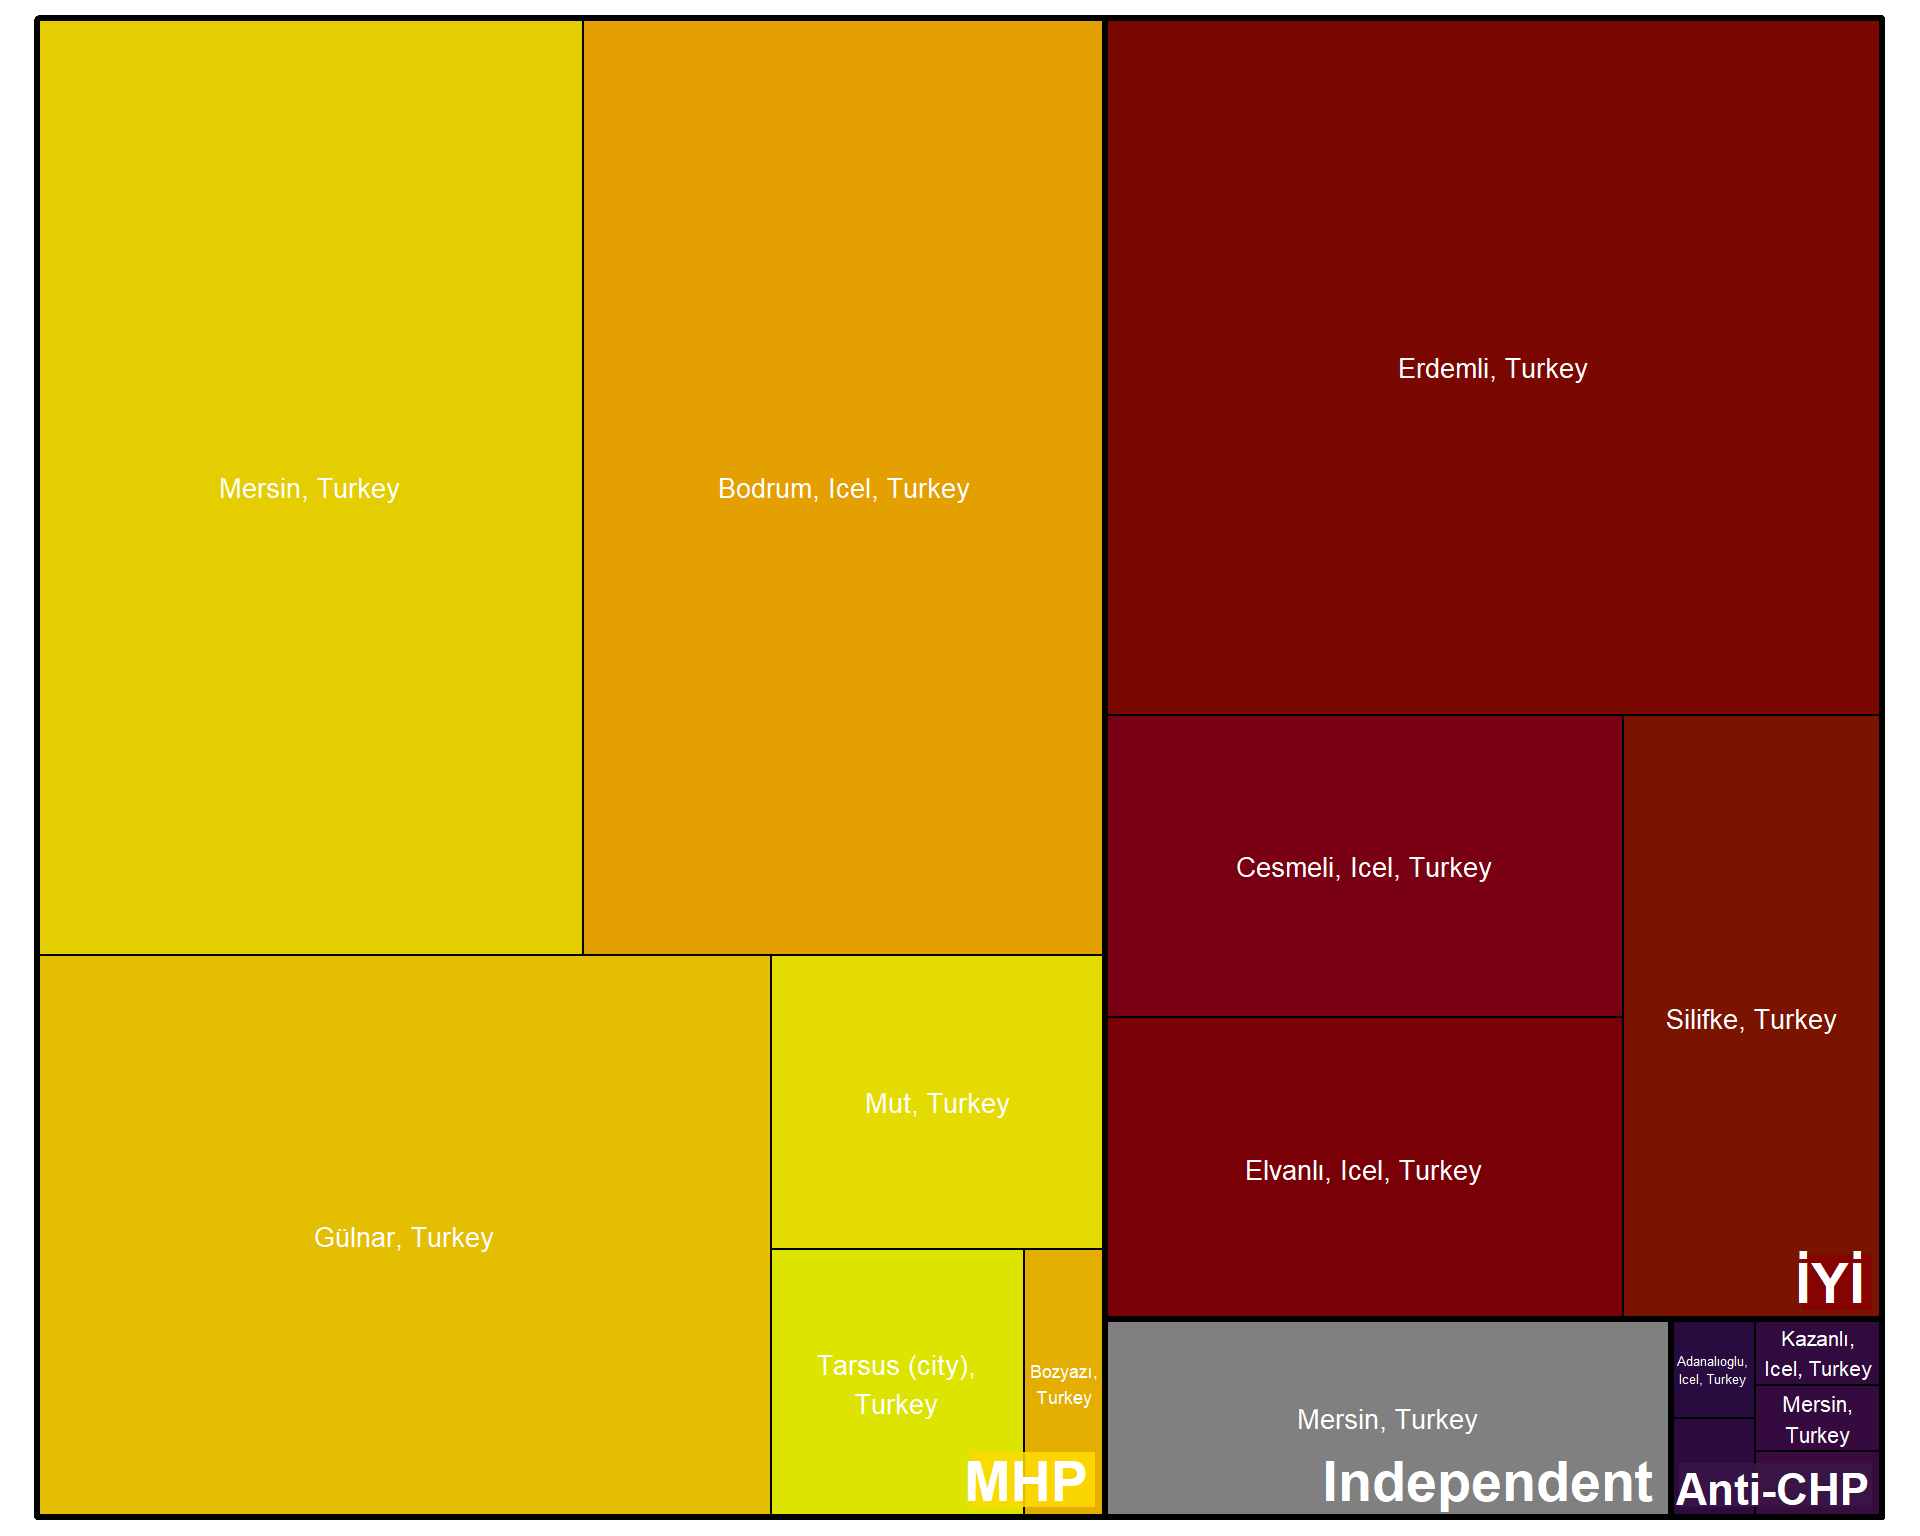 Mersin, Turkey
Bodrum, Icel, Turkey
Gülnar, Turkey
Mut, Turkey
Tarsus (city),
Turkey
Bozyazı,
Turkey
MHP
Erdemli, Turkey
Cesmeli, Icel, Turkey
Elvanlı, Icel, Turkey
Silifke, Turkey
İYİ
Mersin, Turkey
Independent
Adanalıoglu,
Icel, Turkey
Kazanlı,
Icel, Turkey
Mersin,
Turkey
Anti-CHP